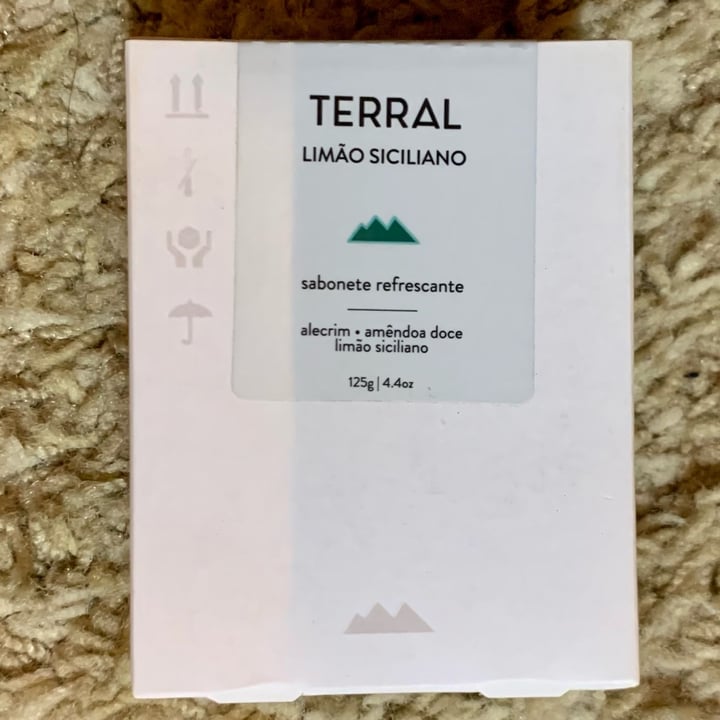 TERRAL
LIMÃO SICILIANO
sabonete refrescante
alecrim • amêndoa doce
limão siciliano
125g | 4.4oz